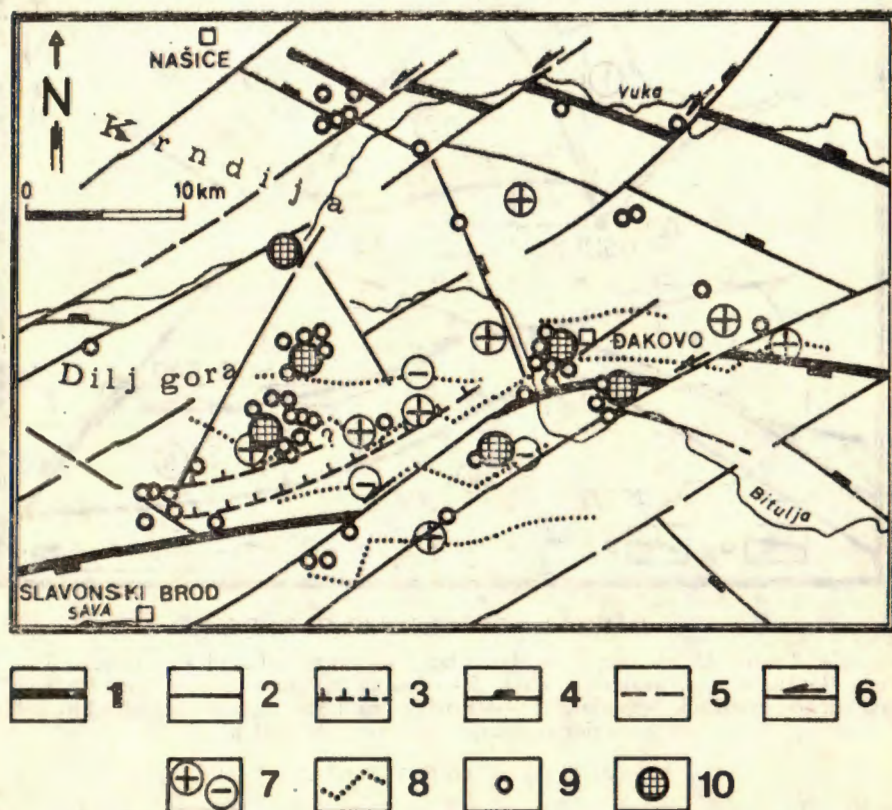 NAŠICE
N
Vuka
Krndija
0 10km
ĐAKOVO
Dilj gora
?
Bitulja
SLAVONSKI BROD
SAVA
1 2 3 4 5 6
7 8 9 10